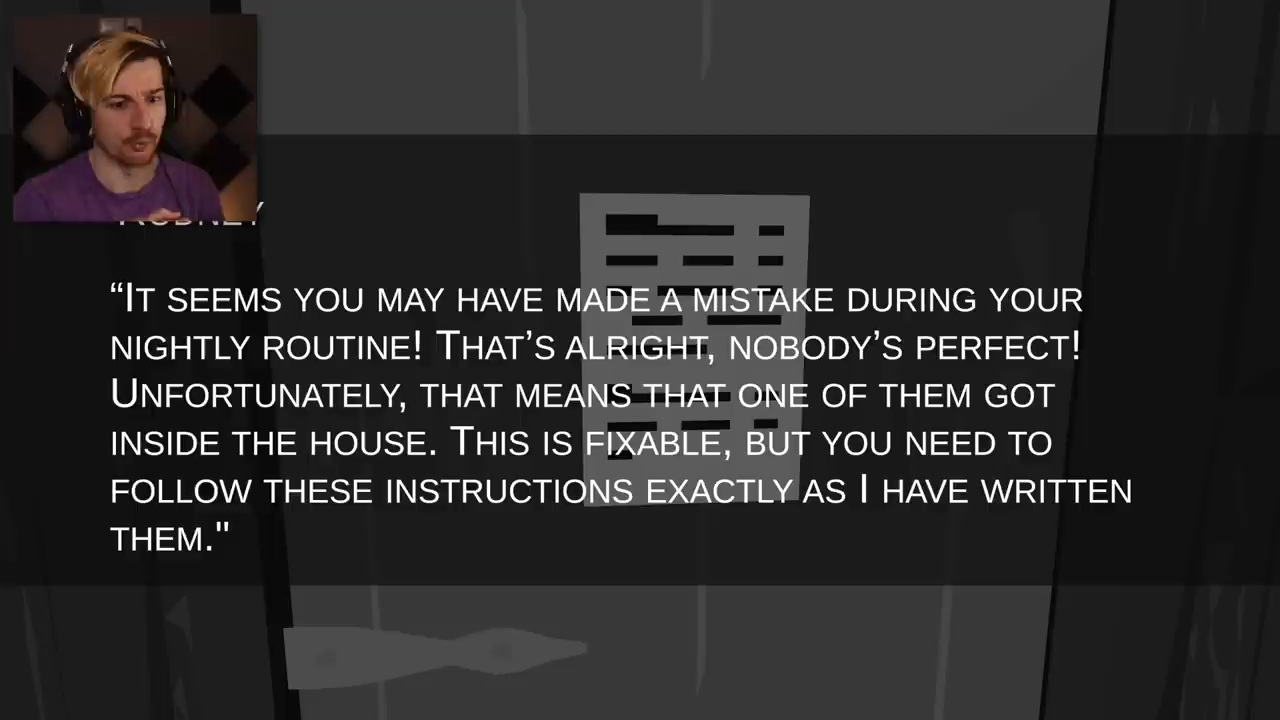 RODNEY
“IT SEEMS YOU MAY HAVE MADE A MISTAKE DURING YOUR
NIGHTLY ROUTINE! THAT’S ALRIGHT, NOBODY’S PERFECT!
UNFORTUNATELY, THAT MEANS THAT ONE OF THEM GOT
INSIDE THE HOUSE. THIS IS FIXABLE, BUT YOU NEED TO
FOLLOW THESE INSTRUCTIONS EXACTLY AS I HAVE WRITTEN
THEM."